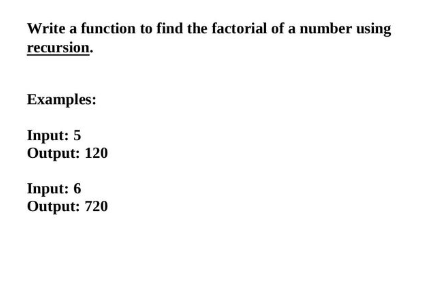 Write a function to find the factorial of a number using
recursion.
Examples:
Input: 5
Output: 120
Input: 6
Output: 720